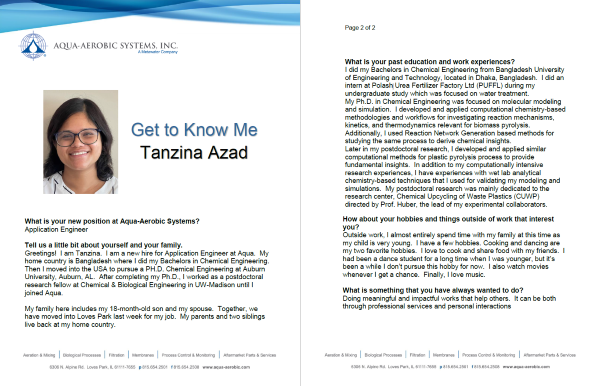 AQUA-AEROBIC SYSTEMS, INC.
A Metawater Company
Get to Know Me
Tanzina Azad
What is your new position at Aqua-Aerobic Systems?
Application Engineer
Tell us a little bit about yourself and your family.
Greetings! I am Tanzina. I am a new hire for Application Engineer at Aqua. My
home country is Bangladesh where I did my Bachelors in Chemical Engineering.
Then I moved into the USA to pursue a PH.D. Chemical Engineering at Auburn
University, Auburn, AL. After completing my Ph.D., I worked as a postdoctoral
research fellow at Chemical & Biological Engineering in UW-Madison until I
joined Aqua.
My family here includes my 18-month-old son and my spouse. Together, we
have moved into Loves Park last week for my job. My parents and two siblings
live back at my home country.
Aeration & Mixing | Biological Processes | Filtration | Membranes | Process Control & Monitoring | Aftermarket Parts & Services
6306 N. Alpine Rd. Loves Park, IL 61111-7655 p 815.654.2501 f 815.654.2508 www.aqua-aerobic.com
Page 2 of 2
What is your past education and work experiences?
I did my Bachelors in Chemical Engineering from Bangladesh University
of Engineering and Technology, located in Dhaka, Bangladesh. I did an
intern at Polash Urea Fertilizer Factory Ltd (PUFFL) during my
undergraduate study which was focused on water treatment.
My Ph.D. in Chemical Engineering was focused on molecular modeling
and simulation. I developed and applied computational chemistry-based
methodologies and workflows for investigating reaction mechanisms,
kinetics, and thermodynamics relevant for biomass pyrolysis.
Additionally, I used Reaction Network Generation based methods for
studying the same process to derive chemical insights.
Later in my postdoctoral research, I developed and applied similar
computational methods for plastic pyrolysis process to provide
fundamental insights. In addition to my computationally intensive
research experiences, I have experiences with wet lab analytical
chemistry-based techniques that I used for validating my modeling and
simulations. My postdoctoral research was mainly dedicated to the
research center, Chemical Upcycling of Waste Plastics (CUWP)
directed by Prof. Huber, the lead of my experimental collaborators.
How about your hobbies and things outside of work that interest
you?
Outside work, I almost entirely spend time with my family at this time as
my child is very young. I have a few hobbies. Cooking and dancing are
my two favorite hobbies. I love to cook and share food with my friends. I
had been a dance student for a long time when I was younger, but it's
been a while I don't pursue this hobby for now. I also watch movies
whenever I get a chance. Finally, I love music.
What is something that you have always wanted to do?
Doing meaningful and impactful works that help others. It can be both
through professional services and personal interactions
Aeration & Mixing | Biological Processes | Filtration | Membranes | Process Control & Monitoring | Aftermarket Parts & Services
6306 N. Alpine Rd. Loves Park, IL 61111-7655 p 815.654.2501 f 815.654.2508 www.aqua-aerobic.com